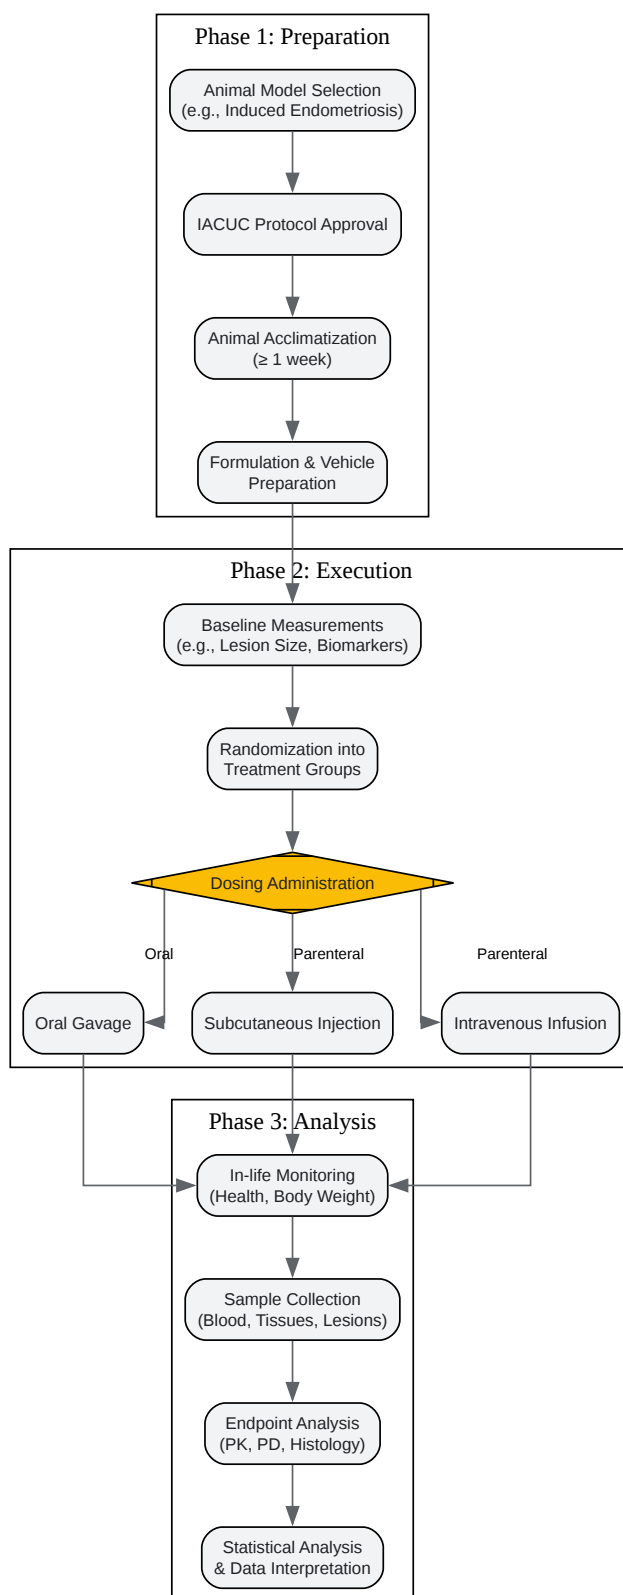 Phase 1: Preparation
Animal Model Selection
(e.g., Induced Endometriosis)
IACUC Protocol Approval
Animal Acclimatization
(≥ 1 week)
Formulation & Vehicle
Preparation
Phase 2: Execution
Baseline Measurements
(e.g., Lesion Size, Biomarkers)
Randomization into
Treatment Groups
Dosing Administration
Oral
Parenteral
Parenteral
Oral Gavage
Subcutaneous Injection
Intravenous Infusion
Phase 3: Analysis
In-life Monitoring
(Health, Body Weight)
Sample Collection
(Blood, Tissues, Lesions)
Endpoint Analysis
(PK, PD, Histology)
Statistical Analysis
& Data Interpretation